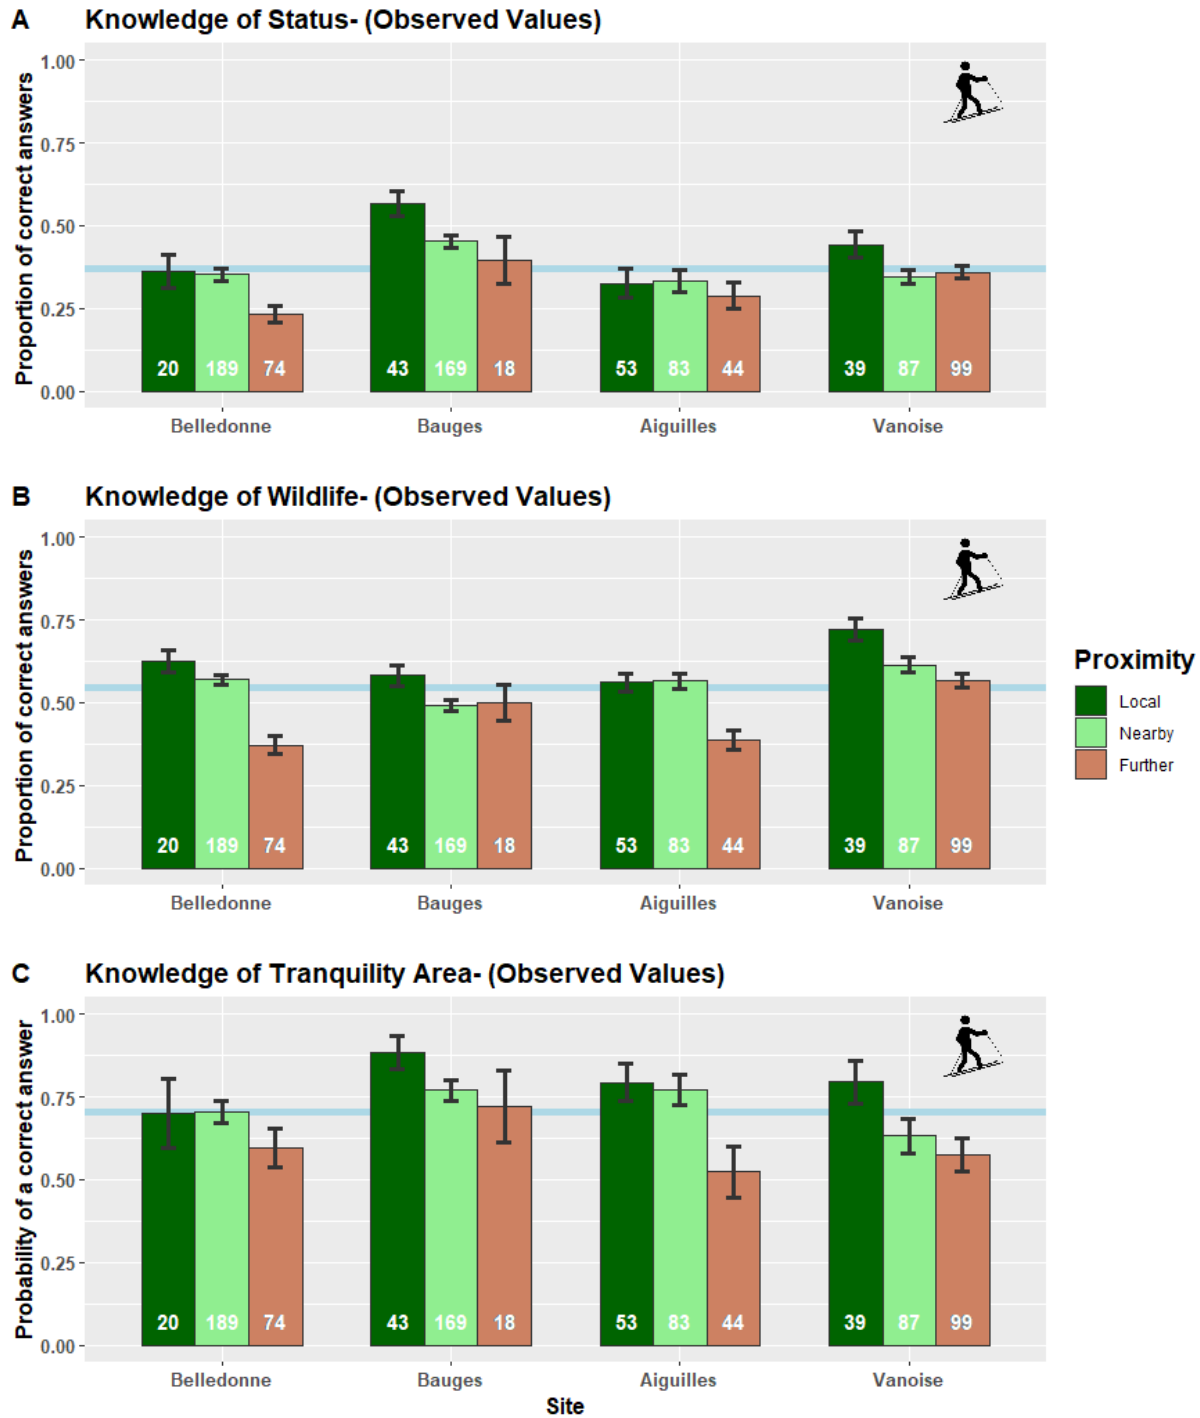 A Knowledge of Status- (Observed Values)
Proportion of correct answers
1.00
0.75
0.50
0.25
0.00
20 189 74 43 169 18 53 83 44 39 87 99
Belledonne Bauges Aiguilles Vanoise
B Knowledge of Wildlife- (Observed Values)
Proportion of correct answers
1.00
0.75
0.50
0.25
0.00
20 189 74 43 169 18 53 83 44 39 87 99
Belledonne Bauges Aiguilles Vanoise
Proximity
Local
Nearby
Further
C Knowledge of Tranquility Area- (Observed Values)
Probability of a correct answer
1.00
0.75
0.50
0.25
0.00
20 189 74 43 169 18 53 83 44 39 87 99
Belledonne Bauges Aiguilles Vanoise
Site